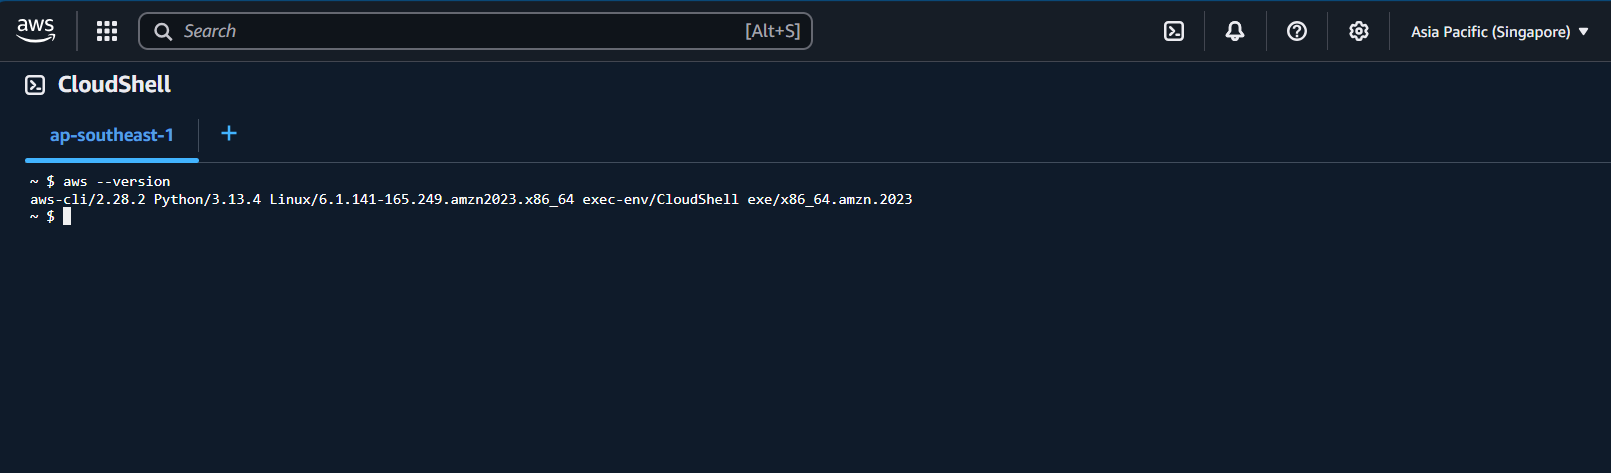 aws
Search [Alt+S]
Asia Pacific (Singapore)
CloudShell
ap-southeast-1 +
~ $ aws --version
aws-cli/2.28.2 Python/3.13.4 Linux/6.1.141-165.249.amzn2023.x86_64 exec-env/CloudShell exe/x86_64.amzn.2023
~ $